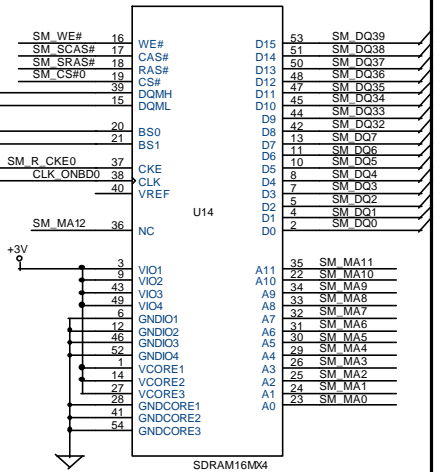 SM_WE# 16 WE# D15 53 SM_DQ39
SM_SCAS# 17 CAS# D14 51 SM_DQ38
SM_SRAS# 18 RAS# D13 50 SM_DQ37
SM_CS#0 19 CS# D12 48 SM_DQ36
39 DQMH D11 47 SM_DQ35
15 DQML D10 45 SM_DQ34
D9 44 SM_DQ33
20 BS0 D8 42 SM_DQ32
21 BS1 D7 13 SM_DQ7
D6 11 SM_DQ6
SM_R_CKE0 37 CKE D5 10 SM_DQ5
CLK_ONBD0 38 CLK D4 8 SM_DQ4
40 VREF D3 7 SM_DQ3
D2 5 SM_DQ2
U14 D1 4 SM_DQ1
SM_MA12 36 NC D0 2 SM_DQ0
+3V
3 VIO1 A11 35 SM_MA11
9 VIO2 A10 22 SM_MA10
43 VIO3 A9 34 SM_MA9
49 VIO4 A8 33 SM_MA8
6 GNDIO1 A7 32 SM_MA7
12 GNDIO2 A6 31 SM_MA6
46 GNDIO3 A5 30 SM_MA5
52 GNDIO4 A4 29 SM_MA4
1 VCORE1 A3 26 SM_MA3
14 VCORE2 A2 25 SM_MA2
27 VCORE3 A1 24 SM_MA1
28 GNDCORE1 A0 23 SM_MA0
41 GNDCORE2
54 GNDCORE3
SDRAM16MX4